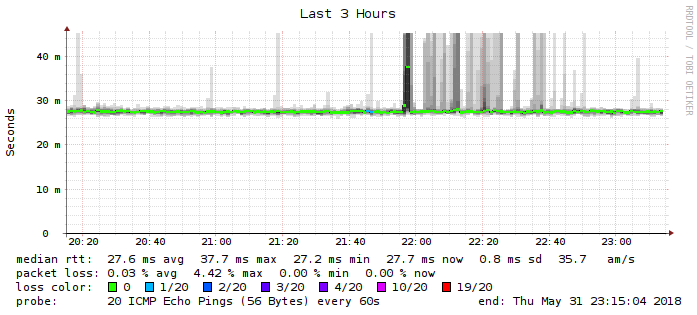 Last 3 Hours
RRDTOOL / TOBI OETIKER
Seconds
40 m
30 m
20 m
10 m
0
20:20 20:40 21:00 21:20 21:40 22:00 22:20 22:40 23:00
median rtt: 27.6 ms avg 37.7 ms max 27.2 ms min 27.7 ms now 0.8 ms sd 35.7 am/s
packet loss: 0.03 % avg 4.42 % max 0.00 % min 0.00 % now
loss color: 0 1/20 2/20 3/20 4/20 10/20 19/20
probe: 20 ICMP Echo Pings (56 Bytes) every 60s end: Thu May 31 23:15:04 2018